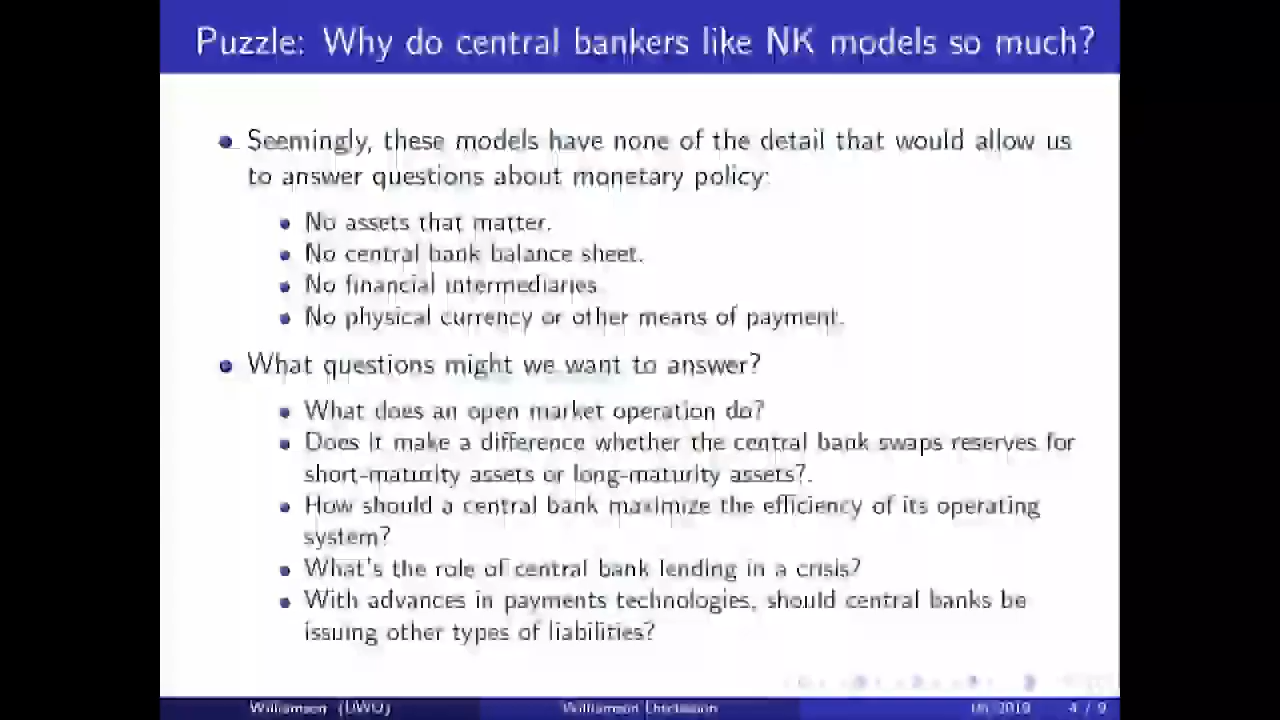 Puzzle: Why do central bankers like NK models so much?
Seemingly, these models have none of the detail that would allow us
to answer questions about monetary policy:
No assets that matter.
No central bank balance sheet.
No financial intermediaries.
No physical currency or other means of payment.
What questions might we want to answer?
What does an open market operation do?
Does it make a difference whether the central bank swaps reserves for
short-maturity assets or long-maturity assets?.
How should a central bank maximize the efficiency of its operating
system?
What's the role of central bank lending in a crisis?
With advances in payments technologies, should central banks be
issuing other types of liabilities?
Williamson (UWO)
Williamson
2019
4 / 9